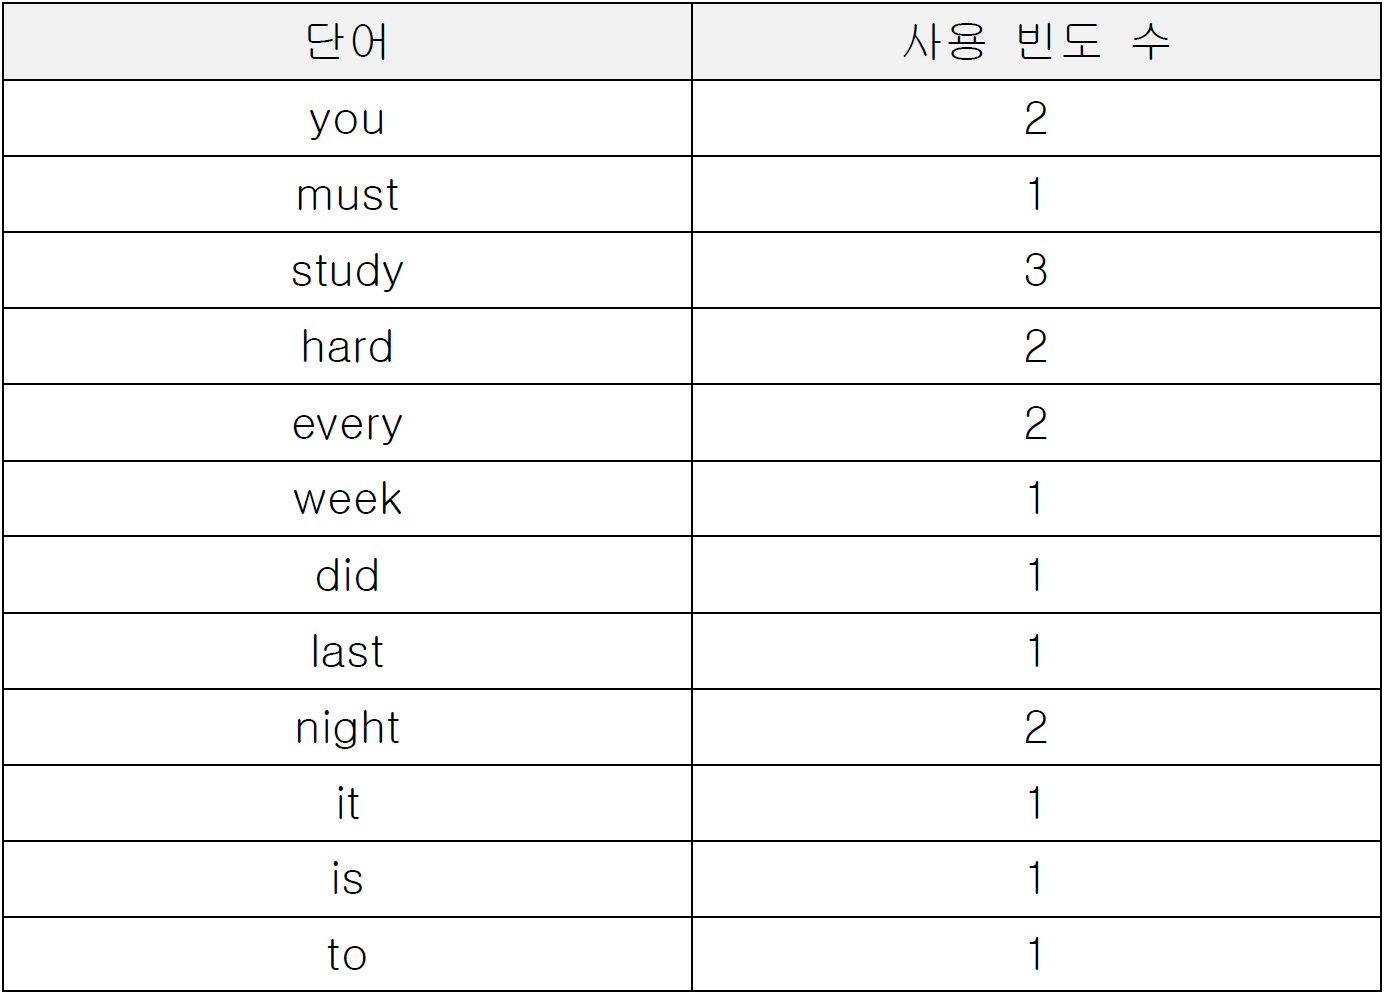 단어 사용 빈도 수
you 2
must 1
study 3
hard 2
every 2
week 1
did 1
last 1
night 2
it 1
is 1
to 1